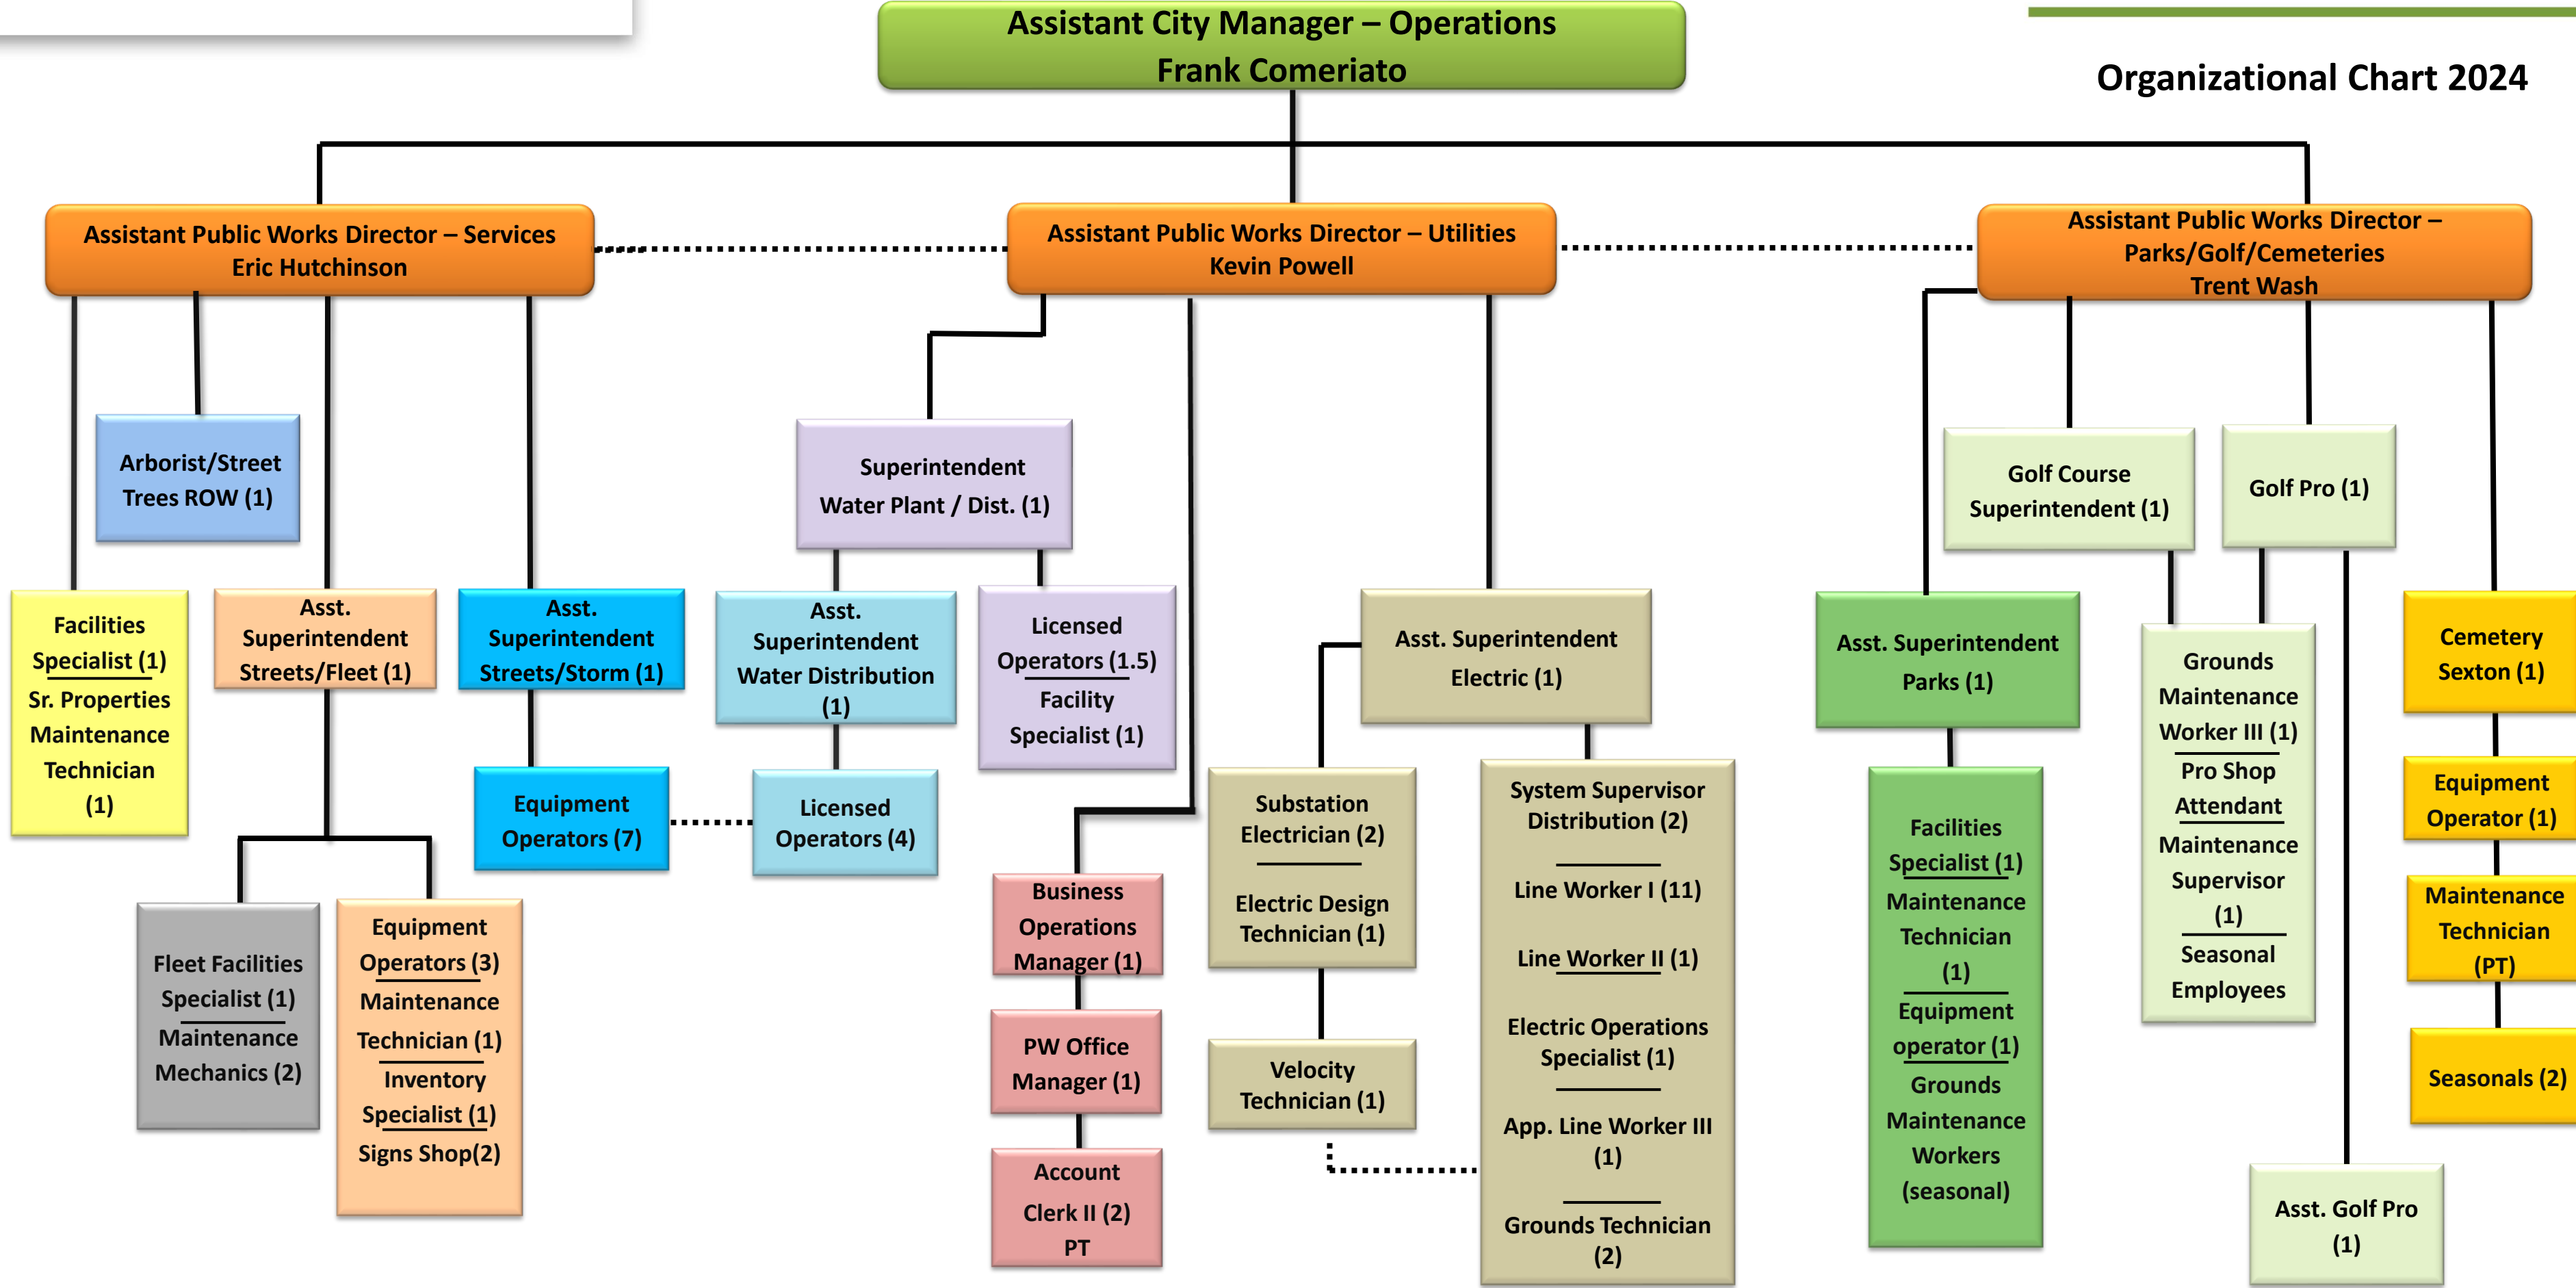 Assistant City Manager – Operations
Frank Comeriato
Organizational Chart 2024
Assistant Public Works Director – Services
Eric Hutchinson
Assistant Public Works Director – Utilities
Kevin Powell
Assistant Public Works Director –
Parks/Golf/Cemeteries
Trent Wash
Arborist/Street
Trees ROW (1)
Facilities
Specialist (1)
Sr. Properties
Maintenance
Technician
(1)
Asst.
Superintendent
Streets/Fleet (1)
Asst.
Superintendent
Streets/Storm (1)
Equipment
Operators (7)
Fleet Facilities
Specialist (1)
Maintenance
Mechanics (2)
Equipment
Operators (3)
Maintenance
Technician (1)
Inventory
Specialist (1)
Signs Shop(2)
Superintendent
Water Plant / Dist. (1)
Asst.
Superintendent
Water Distribution
(1)
Licensed
Operators (1.5)
Facility
Specialist (1)
Licensed
Operators (4)
Business
Operations
Manager (1)
PW Office
Manager (1)
Account
Clerk II (2)
PT
Asst. Superintendent
Electric (1)
Substation
Electrician (2)
Electric Design
Technician (1)
Velocity
Technician (1)
System Supervisor
Distribution (2)
Line Worker I (11)
Line Worker II (1)
Electric Operations
Specialist (1)
App. Line Worker III
(1)
Grounds Technician
(2)
Asst. Superintendent
Parks (1)
Facilities
Specialist (1)
Maintenance
Technician
(1)
Equipment
operator (1)
Grounds
Maintenance
Workers
(seasonal)
Golf Course
Superintendent (1)
Golf Pro (1)
Grounds
Maintenance
Worker III (1)
Pro Shop
Attendant
Maintenance
Supervisor
(1)
Seasonal
Employees
Asst. Golf Pro
(1)
Cemetery
Sexton (1)
Equipment
Operator (1)
Maintenance
Technician
(PT)
Seasonals (2)